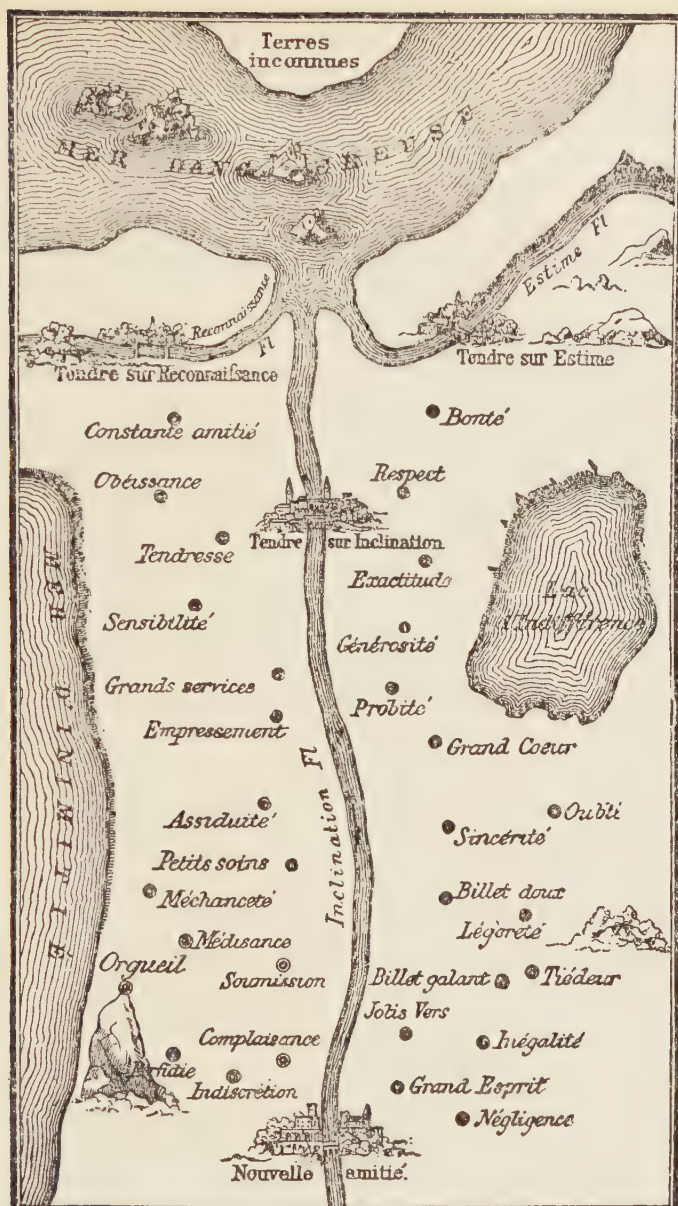 Terres
inconnues
MER DANGEREUSE
Reconnaissance
Fl
Estime Fl
Tendre sur Reconnaissance
Tendre sur Estime
Bonté
Constante amitié
Respect
Obéissance
Tendre sur Inclination
Tendresse
Exactitude
Lac
d'Indifférence
Sensibilité
Générosité
MER D'INIMITIÉ
Grands services
Probité
Empressement
Grand Coeur
Inclination Fl
Assiduité
Oubli
Sincérité
Petits soins
Méchanceté
Billet doux
Légèreté
Médisance
Orgueil
Soumission
Billet galant
Tiédeur
Jolis Vers
Complaisance
Inégalité
Perfidie
Indiscrétion
Grand Esprit
Négligence
Nouvelle amitié.